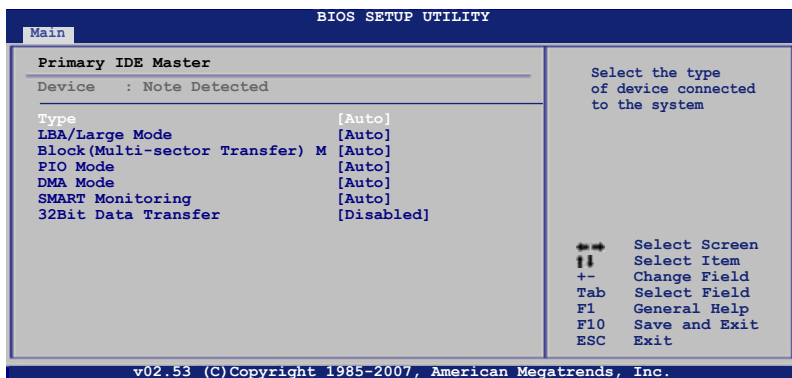 BIOS SETUP UTILITY
Main
Primary IDE Master
Device : Note Detected
Type [Auto]
LBA/Large Mode [Auto]
Block(Multi-sector Transfer) M [Auto]
PIO Mode [Auto]
DMA Mode [Auto]
SMART Monitoring [Auto]
32Bit Data Transfer [Disabled]
Select the type
of device connected
to the system
←→ Select Screen
↑↓ Select Item
+- Change Field
Tab Select Field
F1 General Help
F10 Save and Exit
ESC Exit
v02.53 (C)Copyright 1985-2007, American Megatrends, Inc.